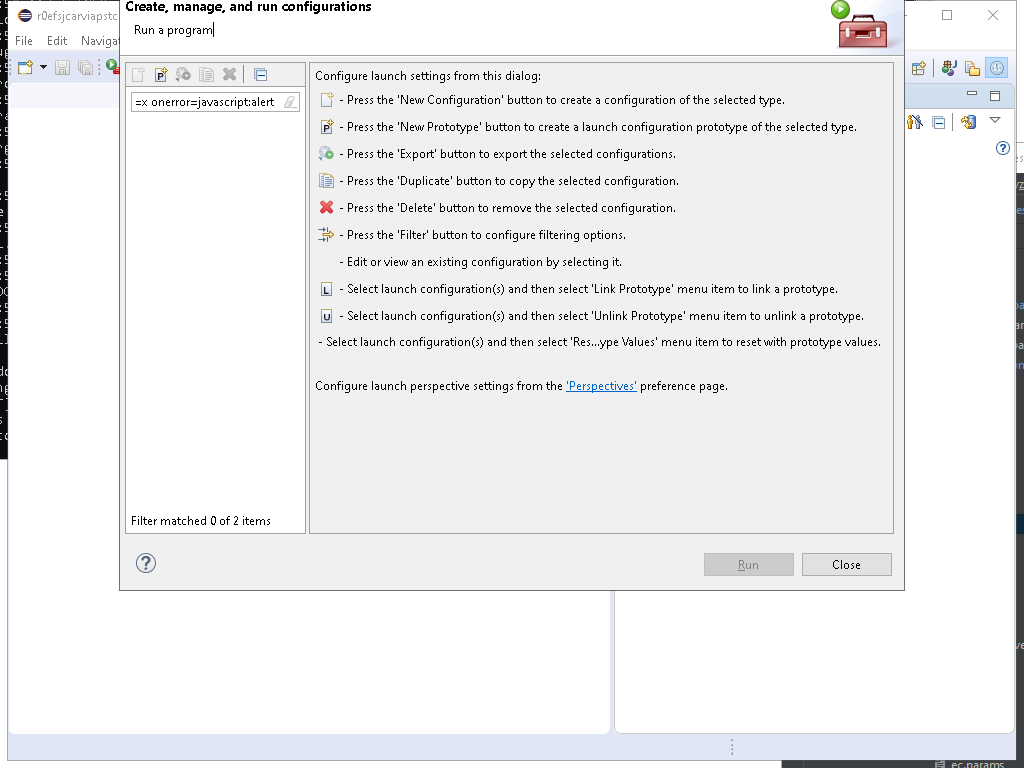 Create, manage, and run configurations
r0efsjcarviapstc
Run a program
File Edit Naviga
=x onerror=javascript:alert
Configure launch settings from this dialog:
- Press the 'New Configuration' button to create a configuration of the selected type.
- Press the 'New Prototype' button to create a launch configuration prototype of the selected type.
- Press the 'Export' button to export the selected configurations.
- Press the 'Duplicate' button to copy the selected configuration.
- Press the 'Delete' button to remove the selected configuration.
- Press the 'Filter' button to configure filtering options.
- Edit or view an existing configuration by selecting it.
L - Select launch configuration(s) and then select 'Link Prototype' menu item to link a prototype.
U - Select launch configuration(s) and then select 'Unlink Prototype' menu item to unlink a prototype.
- Select launch configuration(s) and then select 'Res...ype Values' menu item to reset with prototype values.
Configure launch perspective settings from the 'Perspectives' preference page.
Filter matched 0 of 2 items
Run Close
ec.params